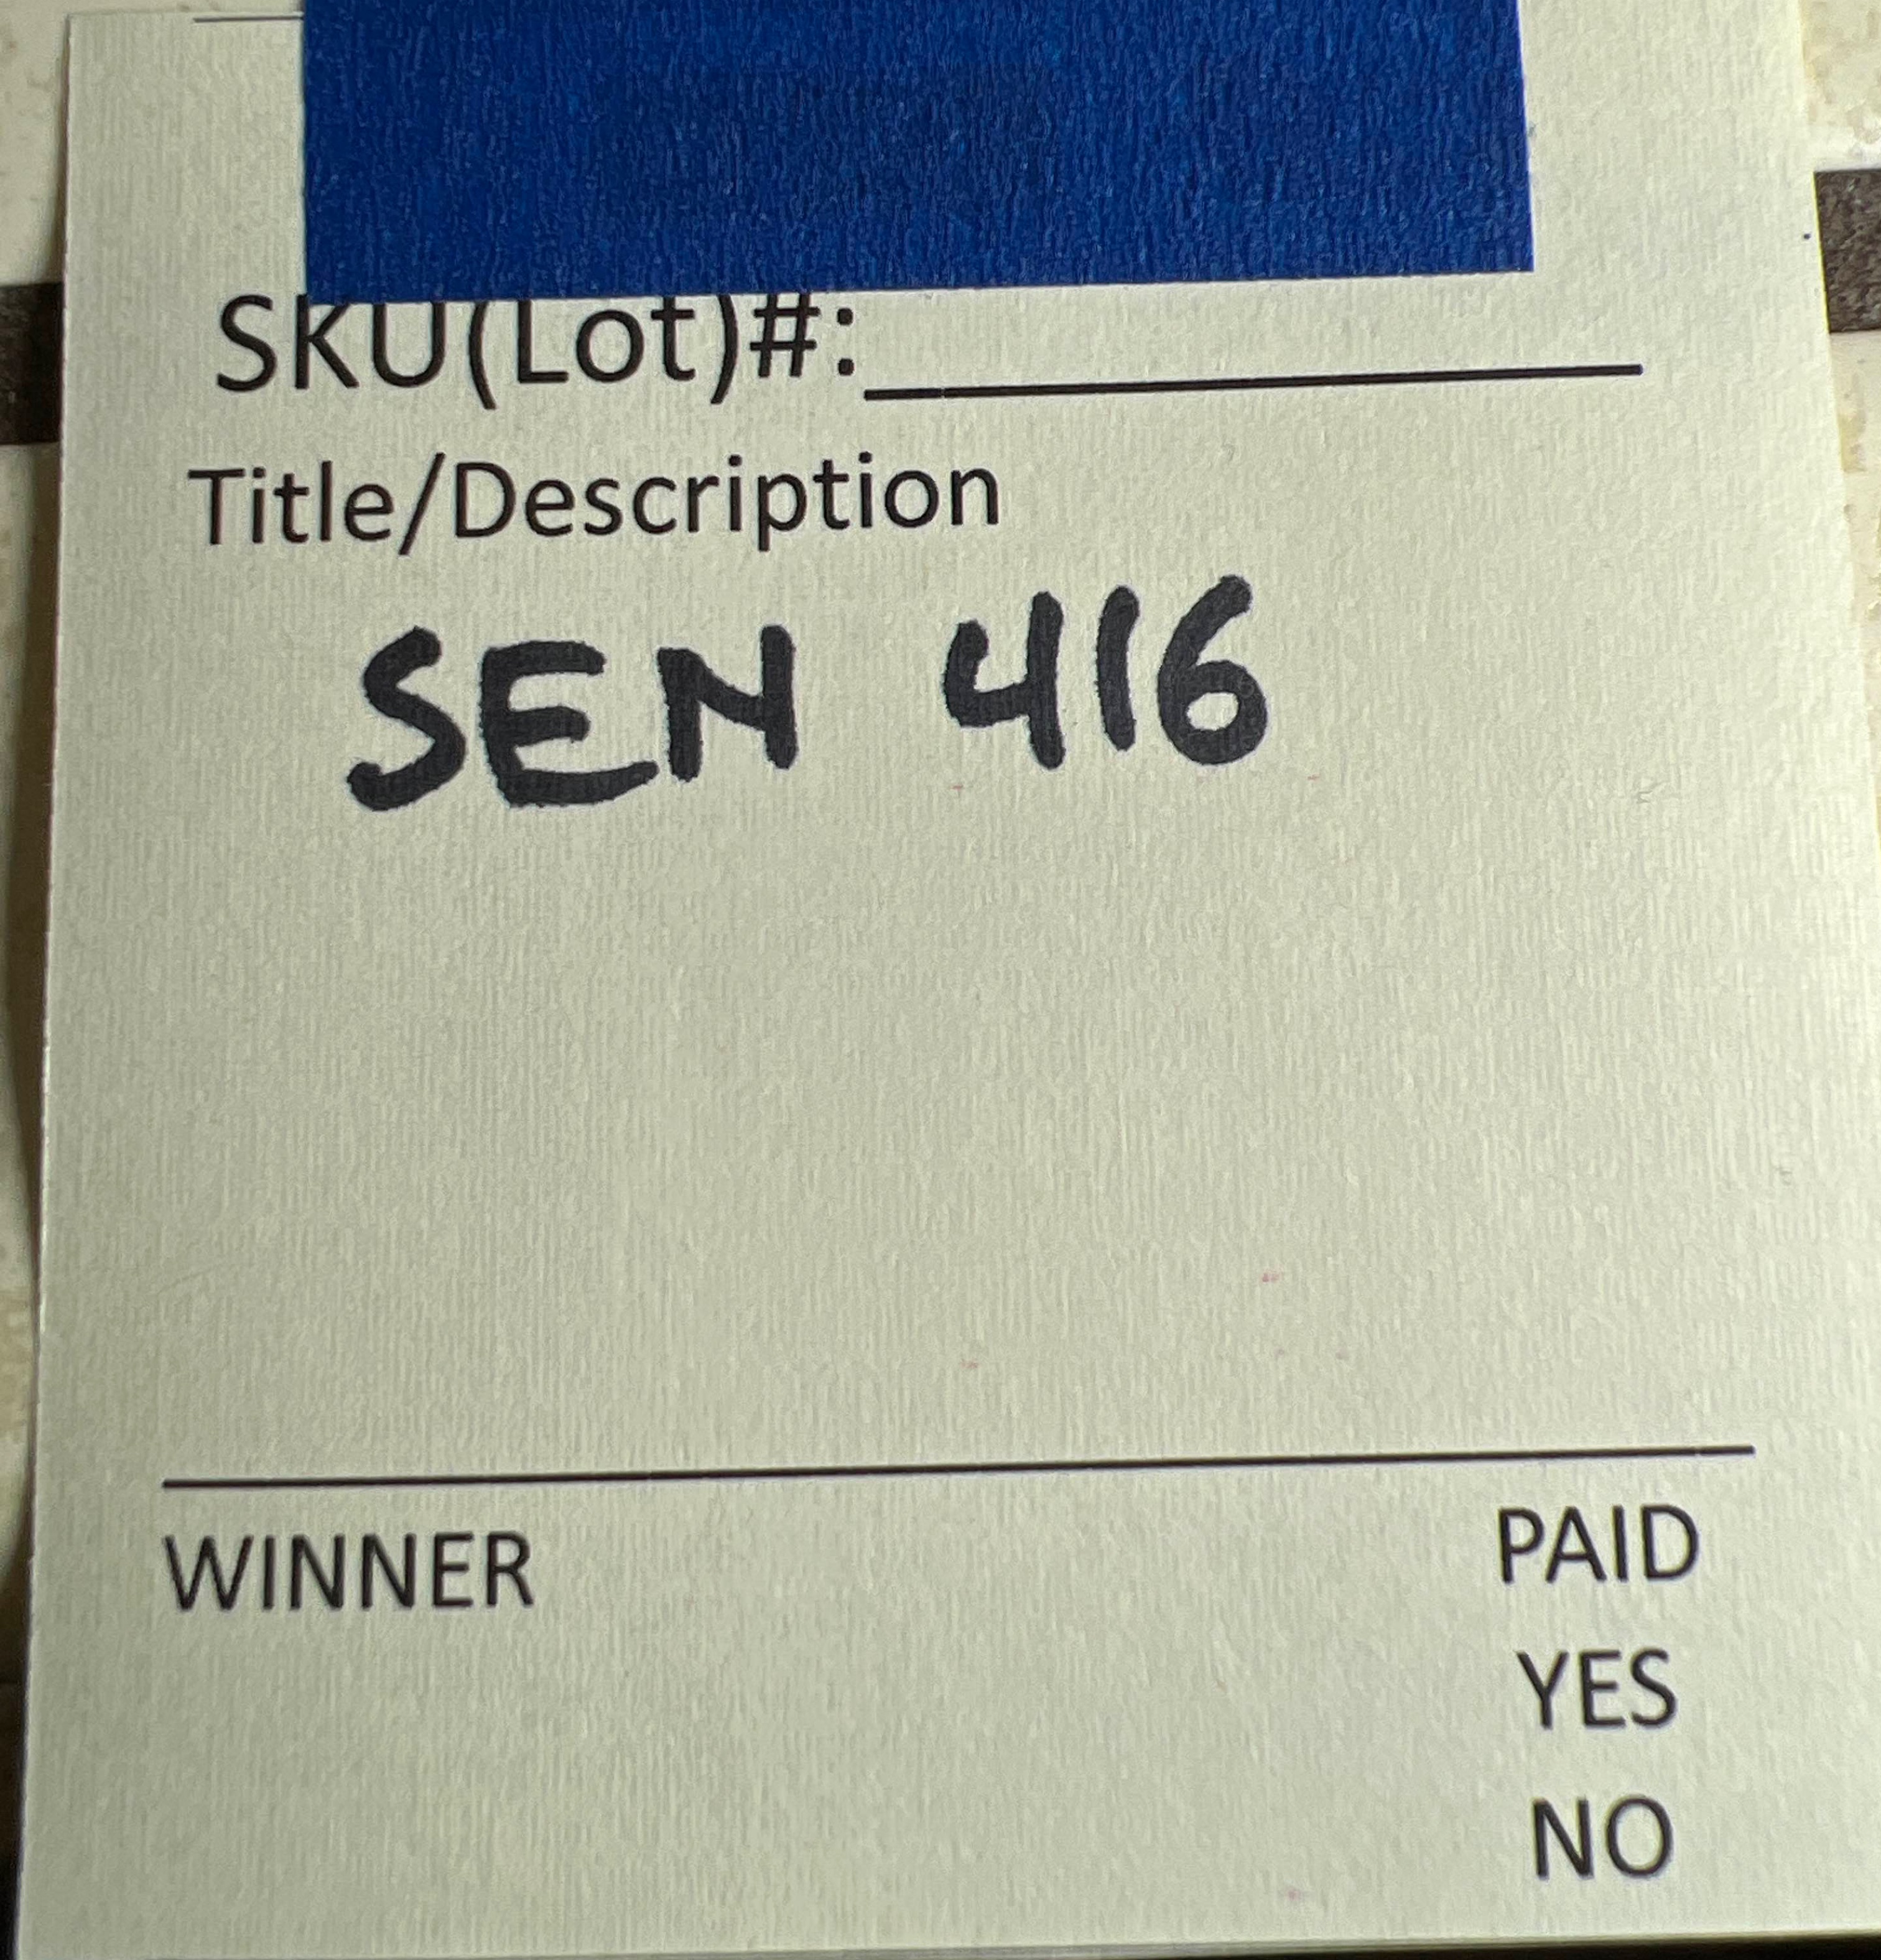 SKU(Lot)#:
Title/Description
SEN 416
WINNER PAID
YES
NO